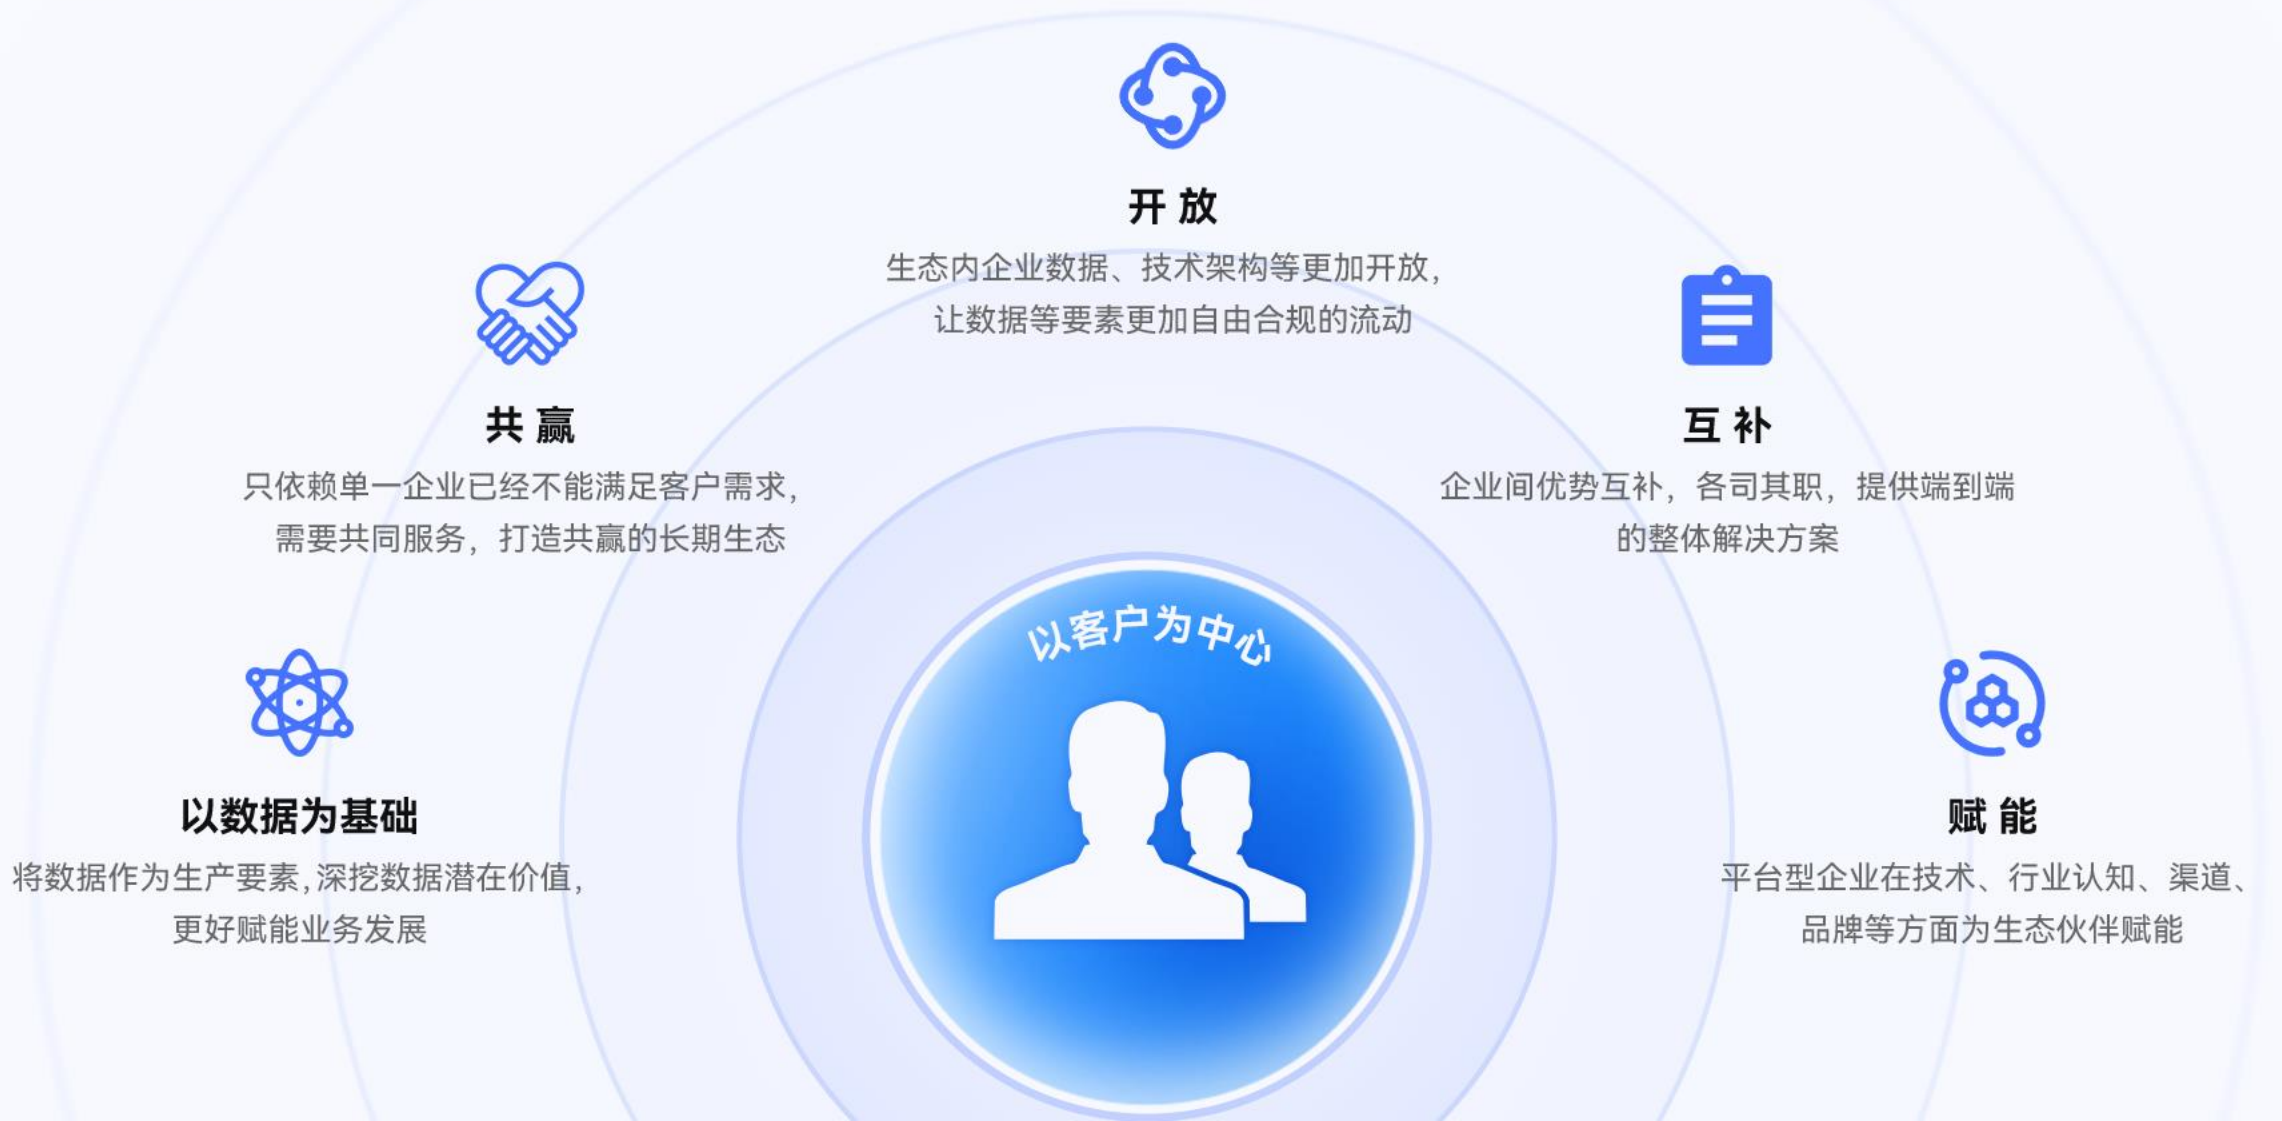 开放
生态内企业数据、技术架构等更加开放，
让数据等要素更加自由合规的流动
共赢
只依赖单一企业已经不能满足客户需求，
需要共同服务，打造共赢的长期生态
互补
企业间优势互补，各司其职，提供端到端
的整体解决方案
以客户为中心
以数据为基础
将数据作为生产要素,深挖数据潜在价值，
更好赋能业务发展
赋能
平台型企业在技术、行业认知、渠道、
品牌等方面为生态伙伴赋能